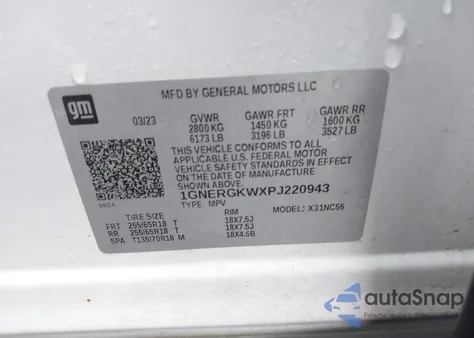 MFD BY GENERAL MOTORS LLC
gm
03/23 GVWR GAWR FRT GAWR RR
2800 KG 1450 KG 1600 KG
6173 LB 3196 LB 3527 LB
THIS VEHICLE CONFORMS TO ALL
APPLICABLE U.S. FEDERAL MOTOR
VEHICLE SAFETY STANDARDS IN EFFECT
ON THE DATE OF MANUFACTURE SHOWN ABOVE.
1GNERGKWXPJ220943
9624 TYPE: MPV MODEL: X31NC56
TIRE SIZE RIM
FRT 255/65R18 T 18X7.5J
RR 255/65R18 T 18X7.5J
SPA T135/70R18 M 18X4.5B
autoSnap